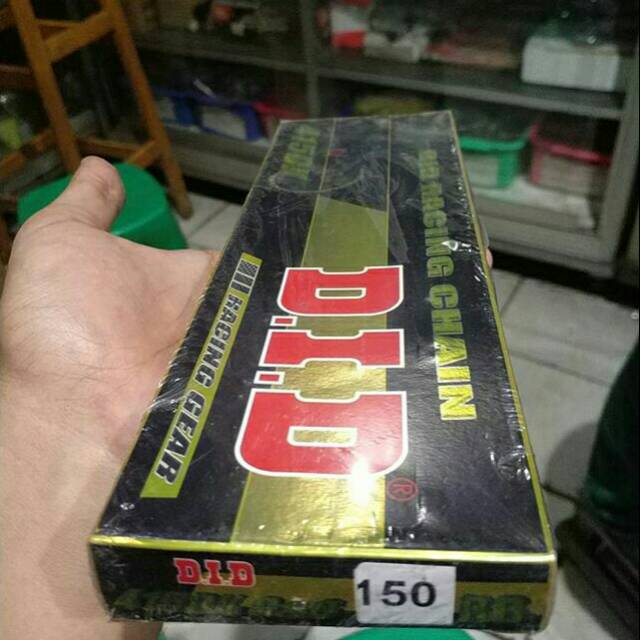 RACING CHAIN
D.I.D®
RACING GEAR
D.I.D
150